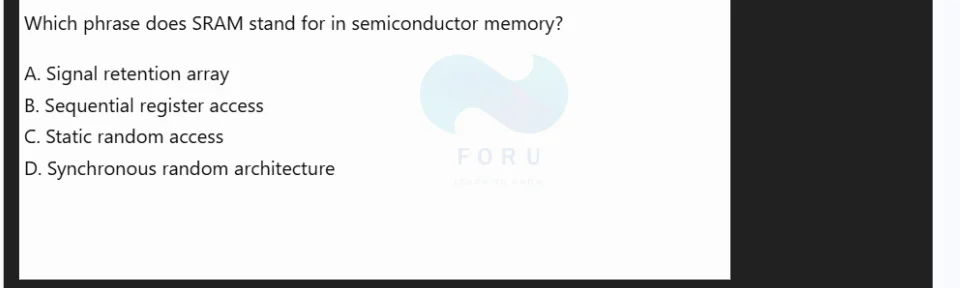 Which phrase does SRAM stand for in semiconductor memory?
A. Signal retention array
B. Sequential register access
C. Static random access
D. Synchronous random architecture
FORU